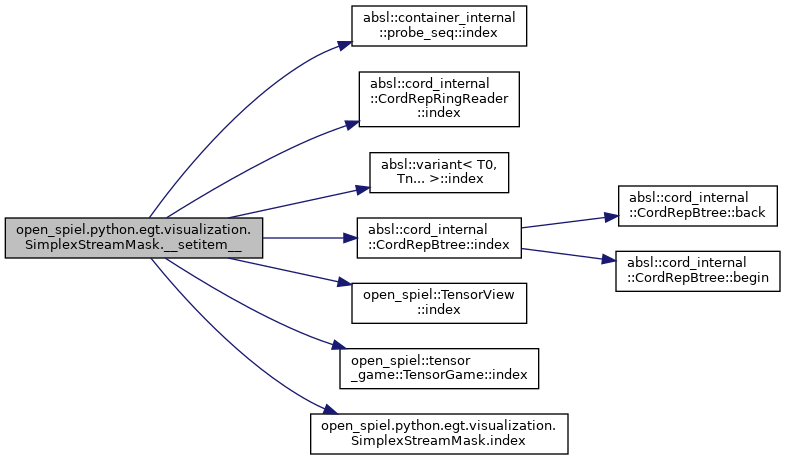 open_spiel.python.egt.visualization.
SimplexStreamMask.__setitem__
absl::container_internal
::probe_seq::index
absl::cord_internal
::CordRepRingReader
::index
absl::variant< T0,
Tn... >::index
absl::cord_internal
::CordRepBtree::index
absl::cord_internal
::CordRepBtree::back
absl::cord_internal
::CordRepBtree::begin
open_spiel::TensorView
::index
open_spiel::tensor
_game::TensorGame::index
open_spiel.python.egt.visualization.
SimplexStreamMask.index